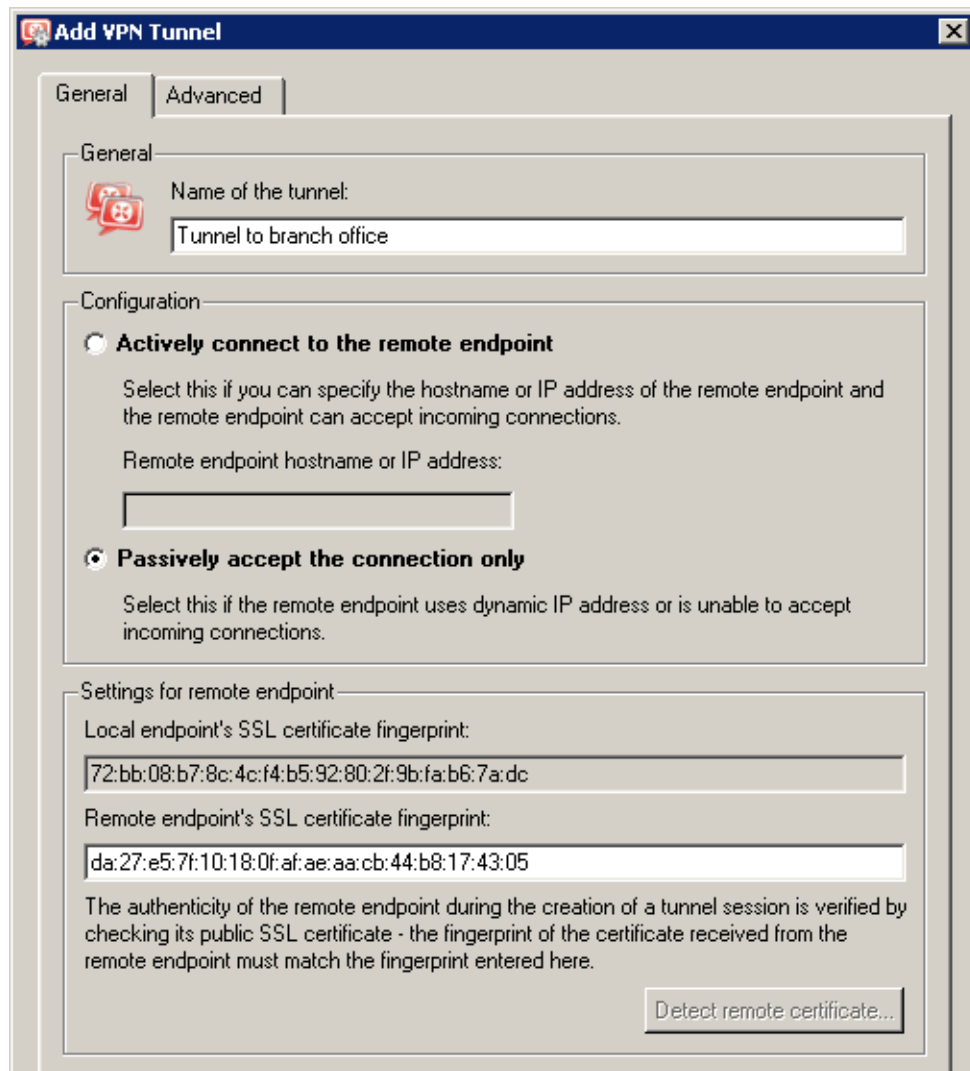 Add VPN Tunnel
General
Advanced
General
Name of the tunnel:
Tunnel to branch office
Configuration
Actively connect to the remote endpoint
Select this if you can specify the hostname or IP address of the remote endpoint and
the remote endpoint can accept incoming connections.
Remote endpoint hostname or IP address:
Passively accept the connection only
Select this if the remote endpoint uses dynamic IP address or is unable to accept
incoming connections.
Settings for remote endpoint
Local endpoint's SSL certificate fingerprint:
72:bb:08:b7:8c:4c:f4:b5:92:80:2f:9b:fa:b6:7a:dc
Remote endpoint's SSL certificate fingerprint:
da:27:e5:7f:10:18:0f:af:ae:aa:cb:44:b8:17:43:05
The authenticity of the remote endpoint during the creation of a tunnel session is verified by
checking its public SSL certificate - the fingerprint of the certificate received from the
remote endpoint must match the fingerprint entered here.
Detect remote certificate...